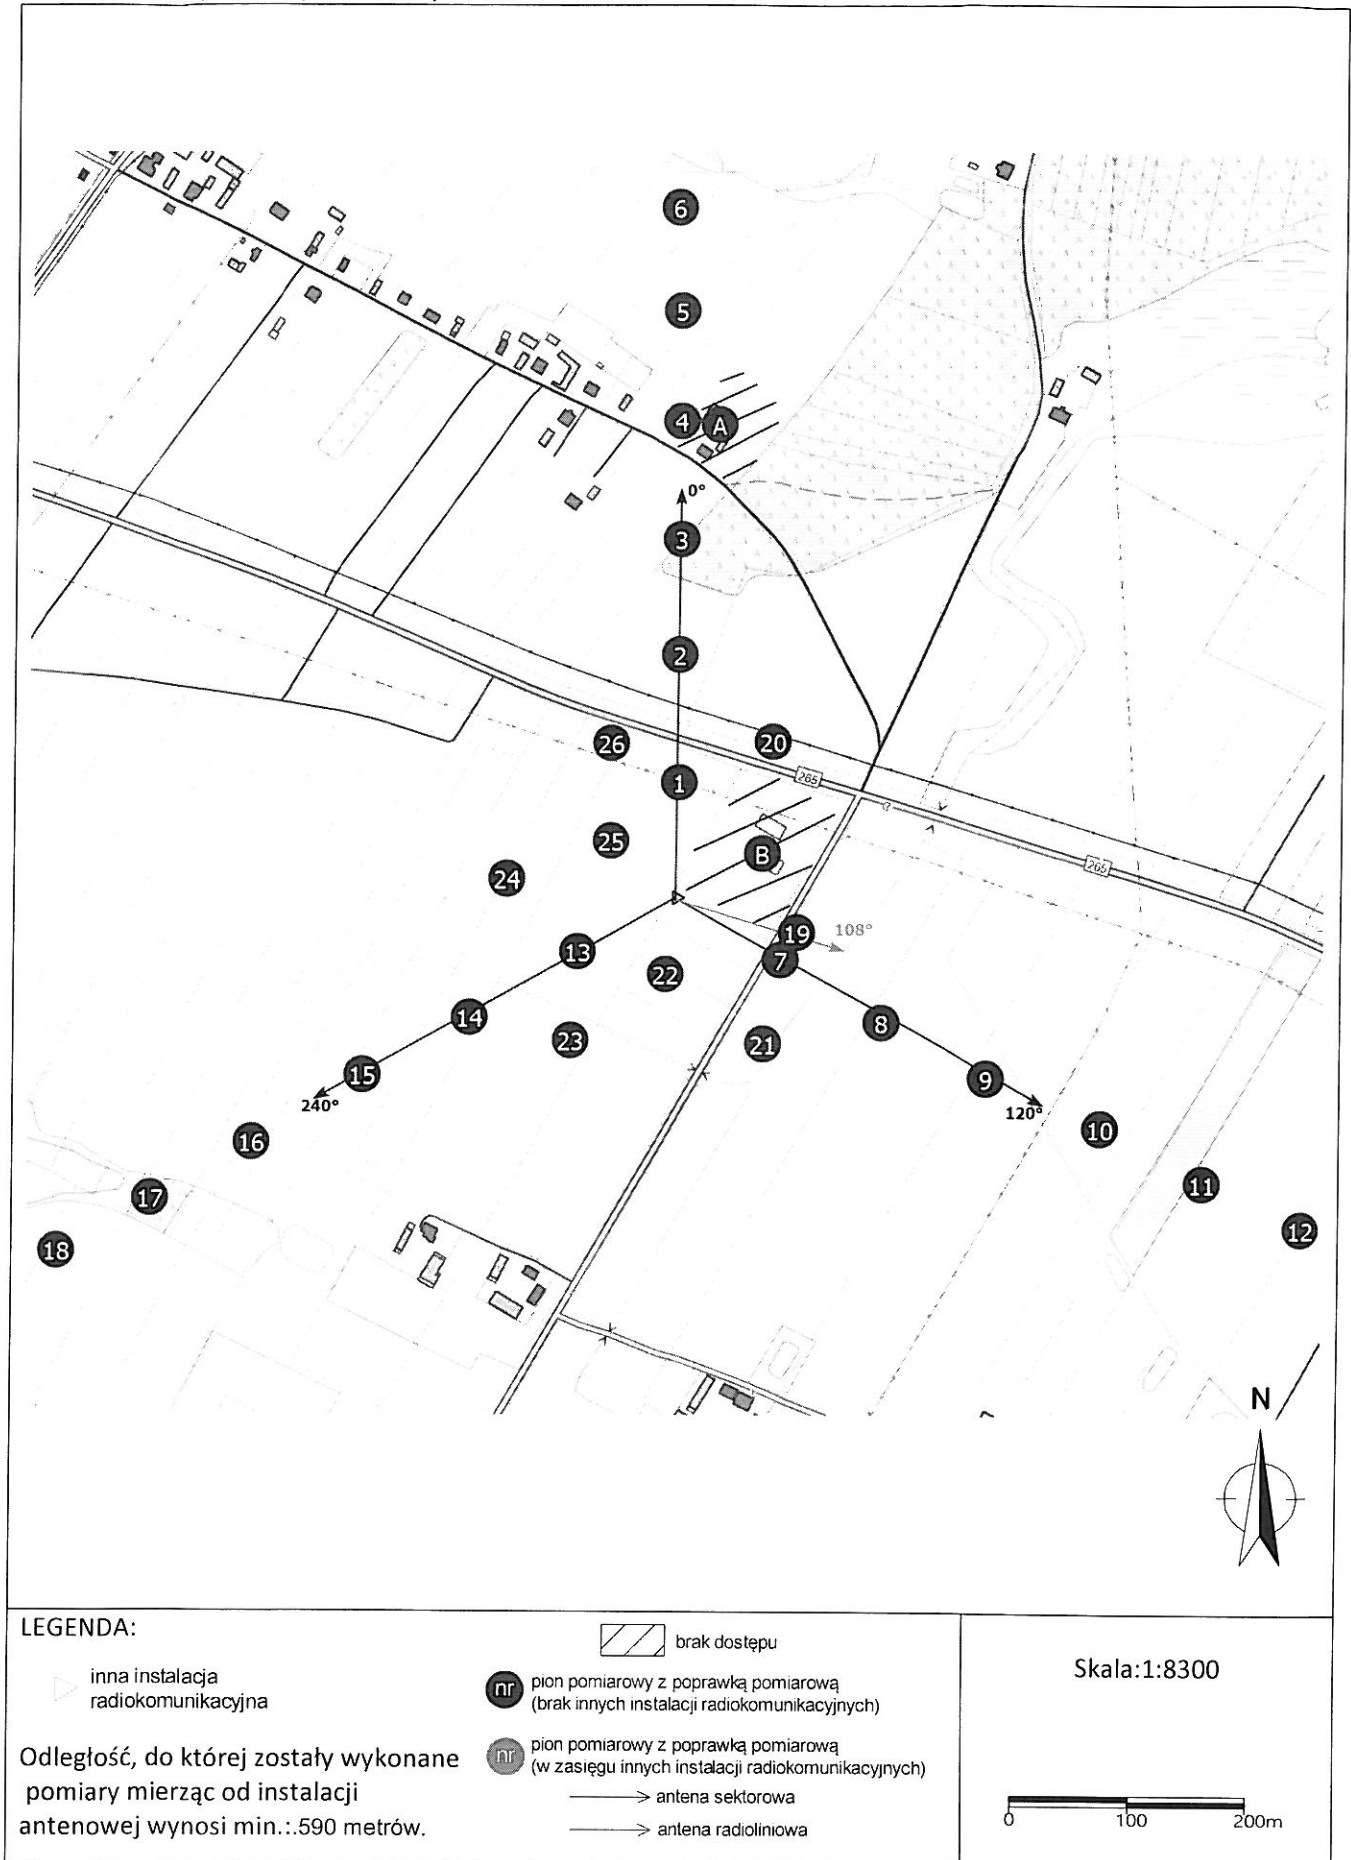 6
5
4
A
0°
3
2
26
20
265
1
25
B
265
24
19
108°
13
7
22
14
8
23
21
15
9
240°
120°
16
10
17
11
18
12
N
LEGENDA:
inna instalacja
radiokomunikacyjna
Odległość, do której zostały wykonane
pomiary mierząc od instalacji
antenowej wynosi min.:.590 metrów.
brak dostępu
nr
pion pomiarowy z poprawką pomiarową
(brak innych instalacji radiokomunikacyjnych)
nr
pion pomiarowy z poprawką pomiarową
(w zasięgu innych instalacji radiokomunikacyjnych)
antena sektorowa
antena radioliniowa
Skala:1:8300
0
100
200m